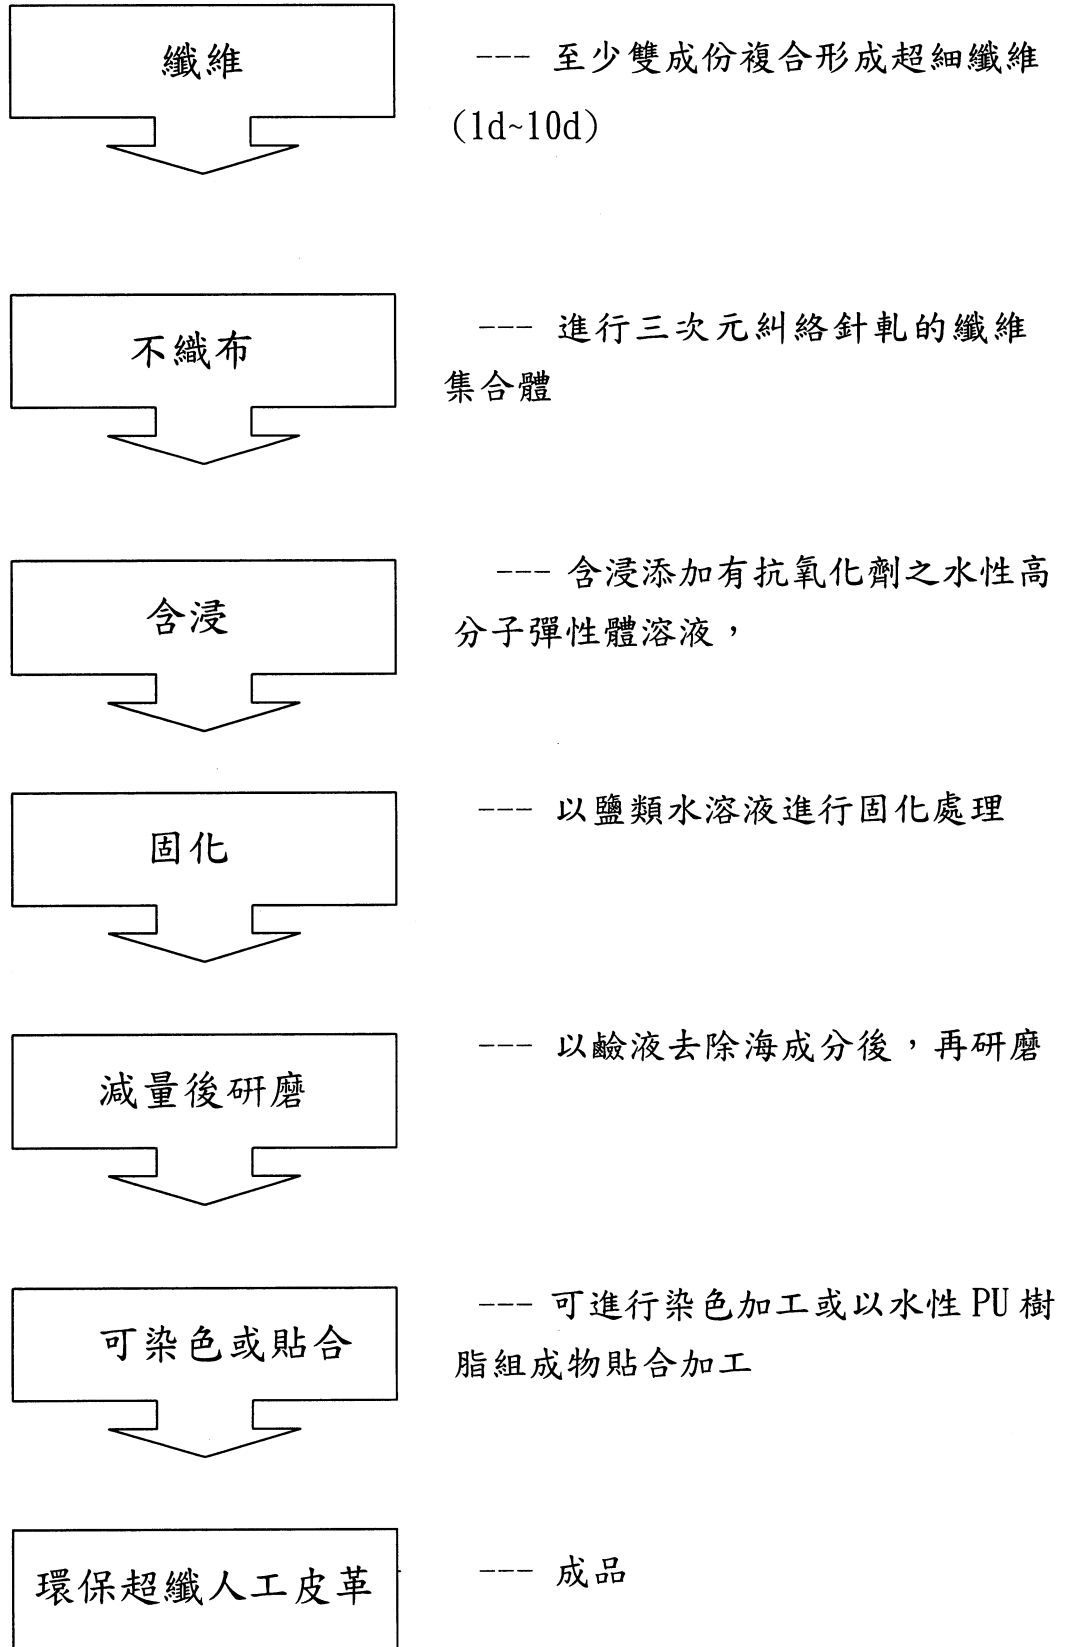 纖維
--- 至少雙成份複合形成超細纖維
(1d~10d)
不織布
--- 進行三次元糾絡針軋的纖維
集合體
含浸
--- 含浸添加有抗氧化劑之水性高
分子彈性體溶液，
固化
--- 以鹽類水溶液進行固化處理
減量後研磨
--- 以鹼液去除海成分後，再研磨
可染色或貼合
--- 可進行染色加工或以水性 PU 樹
脂組成物貼合加工
環保超纖人工皮革
--- 成品